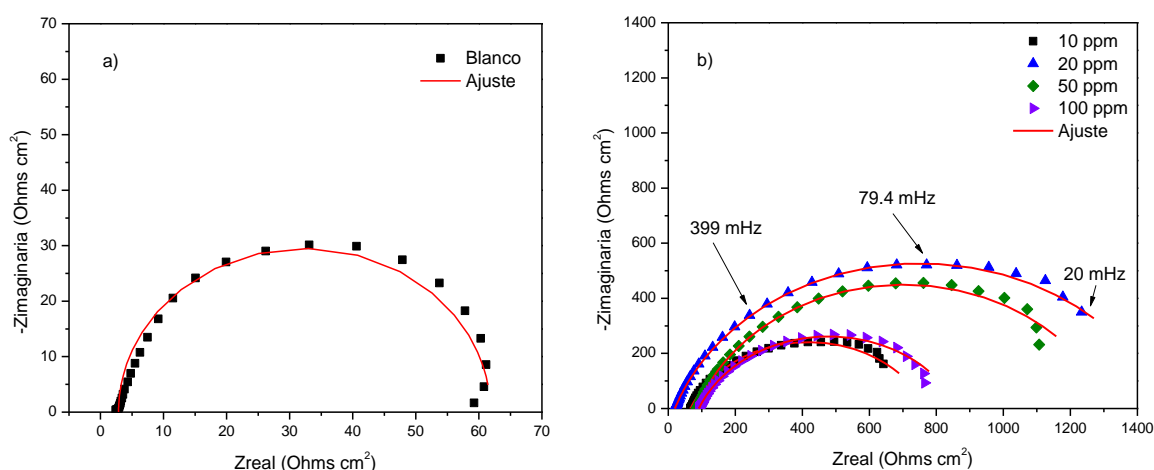 70
60
50
40
30
20
10
0
-Zimaginaria (Ohms cm²)
a)
Blanco
Ajuste
0 10 20 30 40 50 60 70
Zreal (Ohms cm²)
1400
1200
1000
800
600
400
200
0
-Zimaginaria (Ohms cm²)
b)
10 ppm
20 ppm
50 ppm
100 ppm
Ajuste
79.4 mHz
399 mHz
20 mHz
0 200 400 600 800 1000 1200 1400
Zreal (Ohms cm²)